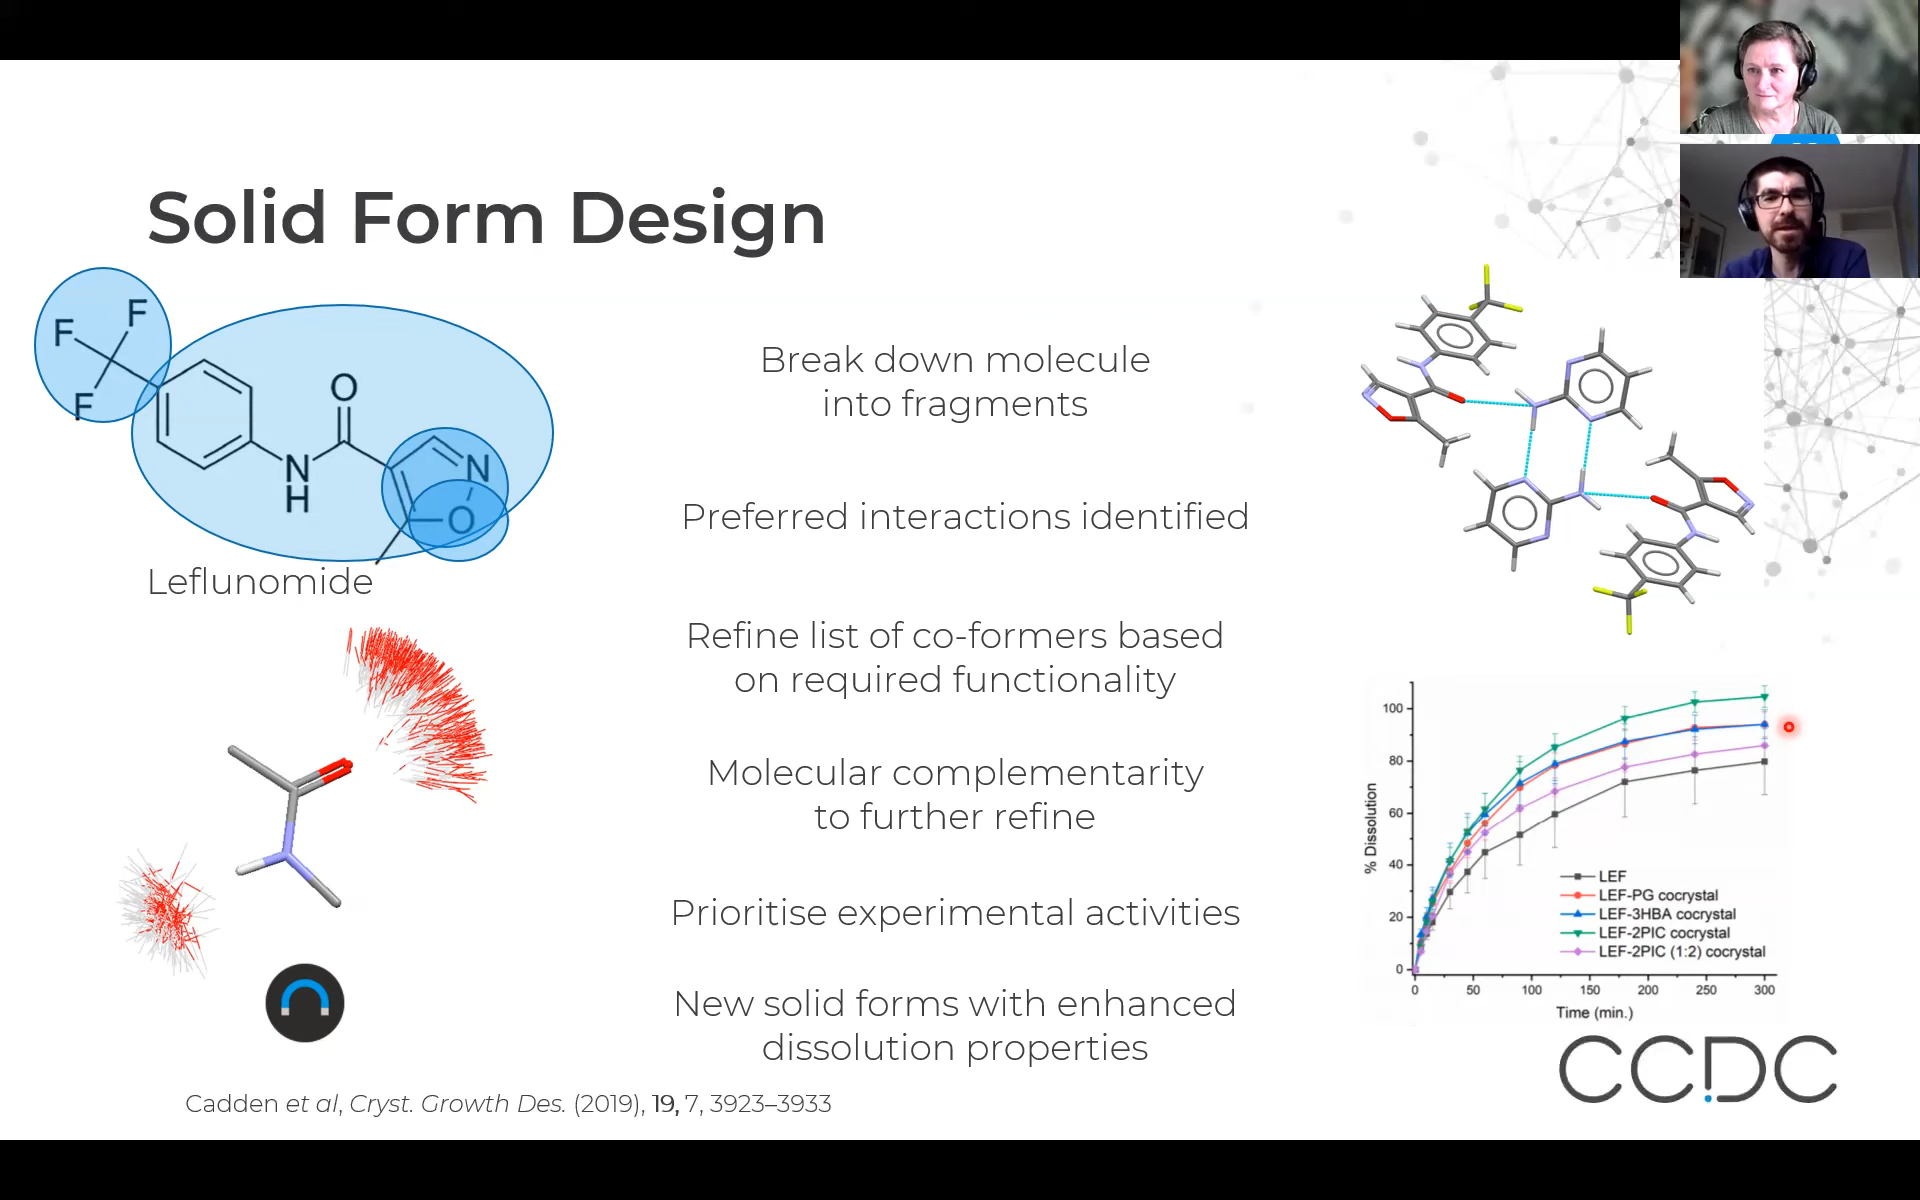 Solid Form Design
F
F
F
O
N
H
N
O
Leflunomide
Break down molecule
into fragments
Preferred interactions identified
Refine list of co-formers based
on required functionality
Molecular complementarity
to further refine
Prioritise experimental activities
New solid forms with enhanced
dissolution properties
% Dissolution
100
80
60
40
20
0
0 50 100 150 200 250 300
Time (min.)
LEF
LEF-PG cocrystal
LEF-3HBA cocrystal
LEF-2PIC cocrystal
LEF-2PIC (1:2) cocrystal
CCDC
Cadden et al, Cryst. Growth Des. (2019), 19, 7, 3923–3933